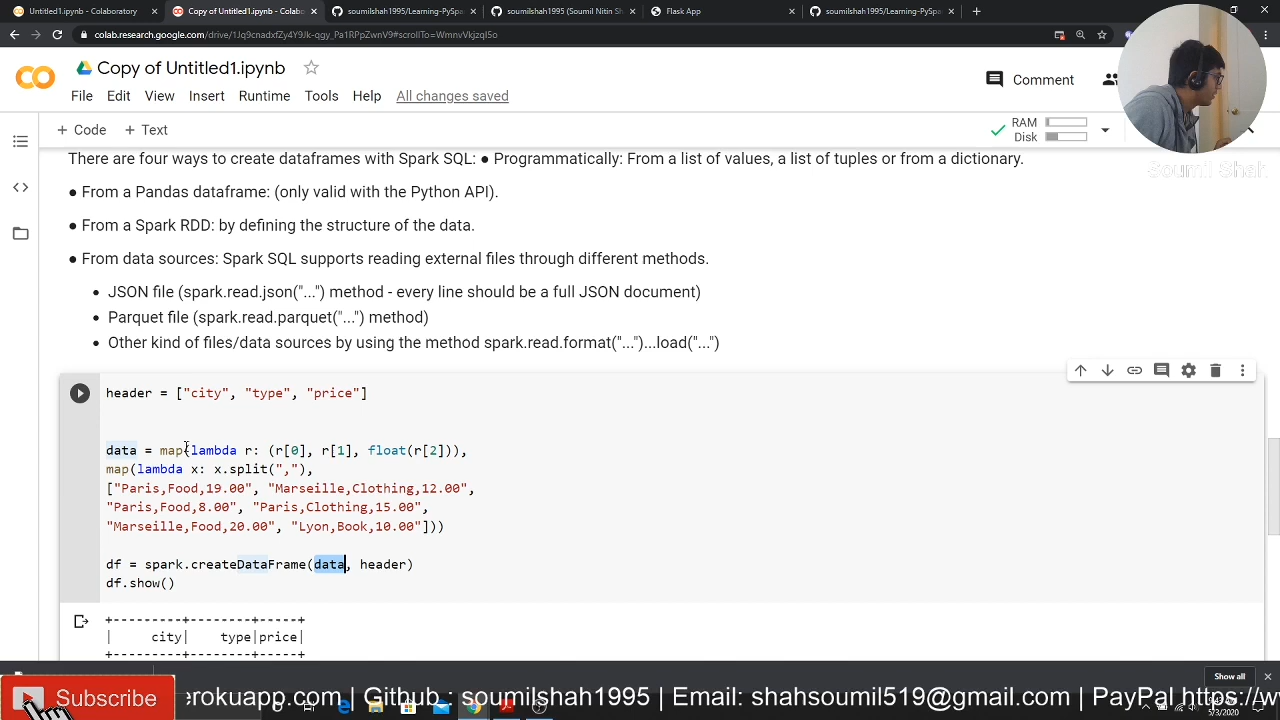 Untitled1.ipynb - Colaboratory
Copy of Untitled1.ipynb - Colabo
soumilshah1995/Learning-PySpa
soumilshah1995 (Soumil Nitin Sh
Flask App
soumilshah1995/Learning-PySpa
colab.research.google.com/drive/1Jq9cnadxfZy4Y9Jk-qgy_Pa1RPpZwnV9#scrollTo=WmnvVkjzqlSo
Copy of Untitled1.ipynb
Comment
File Edit View Insert Runtime Tools Help All changes saved
+ Code + Text
RAM
Disk
Soumil Shah
There are four ways to create dataframes with Spark SQL: ● Programmatically: From a list of values, a list of tuples or from a dictionary.
● From a Pandas dataframe: (only valid with the Python API).
● From a Spark RDD: by defining the structure of the data.
● From data sources: Spark SQL supports reading external files through different methods.
• JSON file (spark.read.json("...") method - every line should be a full JSON document)
• Parquet file (spark.read.parquet("...") method)
• Other kind of files/data sources by using the method spark.read.format("...")...load("...")
header = ["city", "type", "price"]
data = map(lambda r: (r[0], r[1], float(r[2])),
map(lambda x: x.split(","),
["Paris,Food,19.00", "Marseille,Clothing,12.00",
"Paris,Food,8.00", "Paris,Clothing,15.00",
"Marseille,Food,20.00", "Lyon,Book,10.00"]))
df = spark.createDataFrame(data, header)
df.show()
+---------+--------+-----+
| city| type|price|
+---------+--------+-----+
Show all
Subscribe
erokuapp.com | Github : soumilshah1995 | Email: shahsoumil519@gmail.com | PayPal https://w
5/3/2020